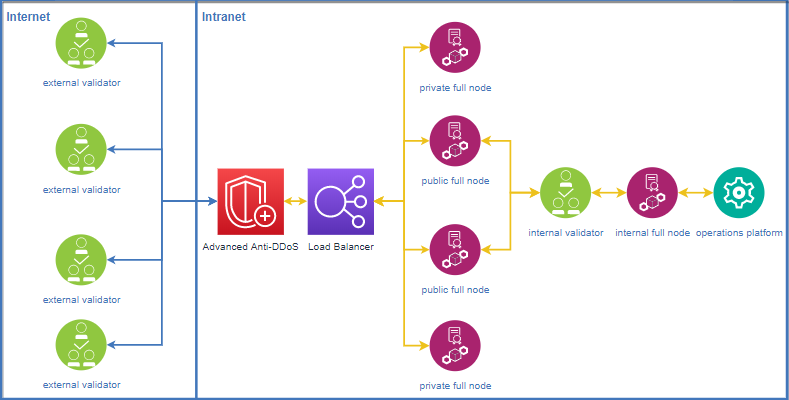 Internet
Intranet
external validator
external validator
external validator
external validator
Advanced Anti-DDoS
Load Balancer
private full node
public full node
public full node
private full node
internal validator
internal full node
operations platform